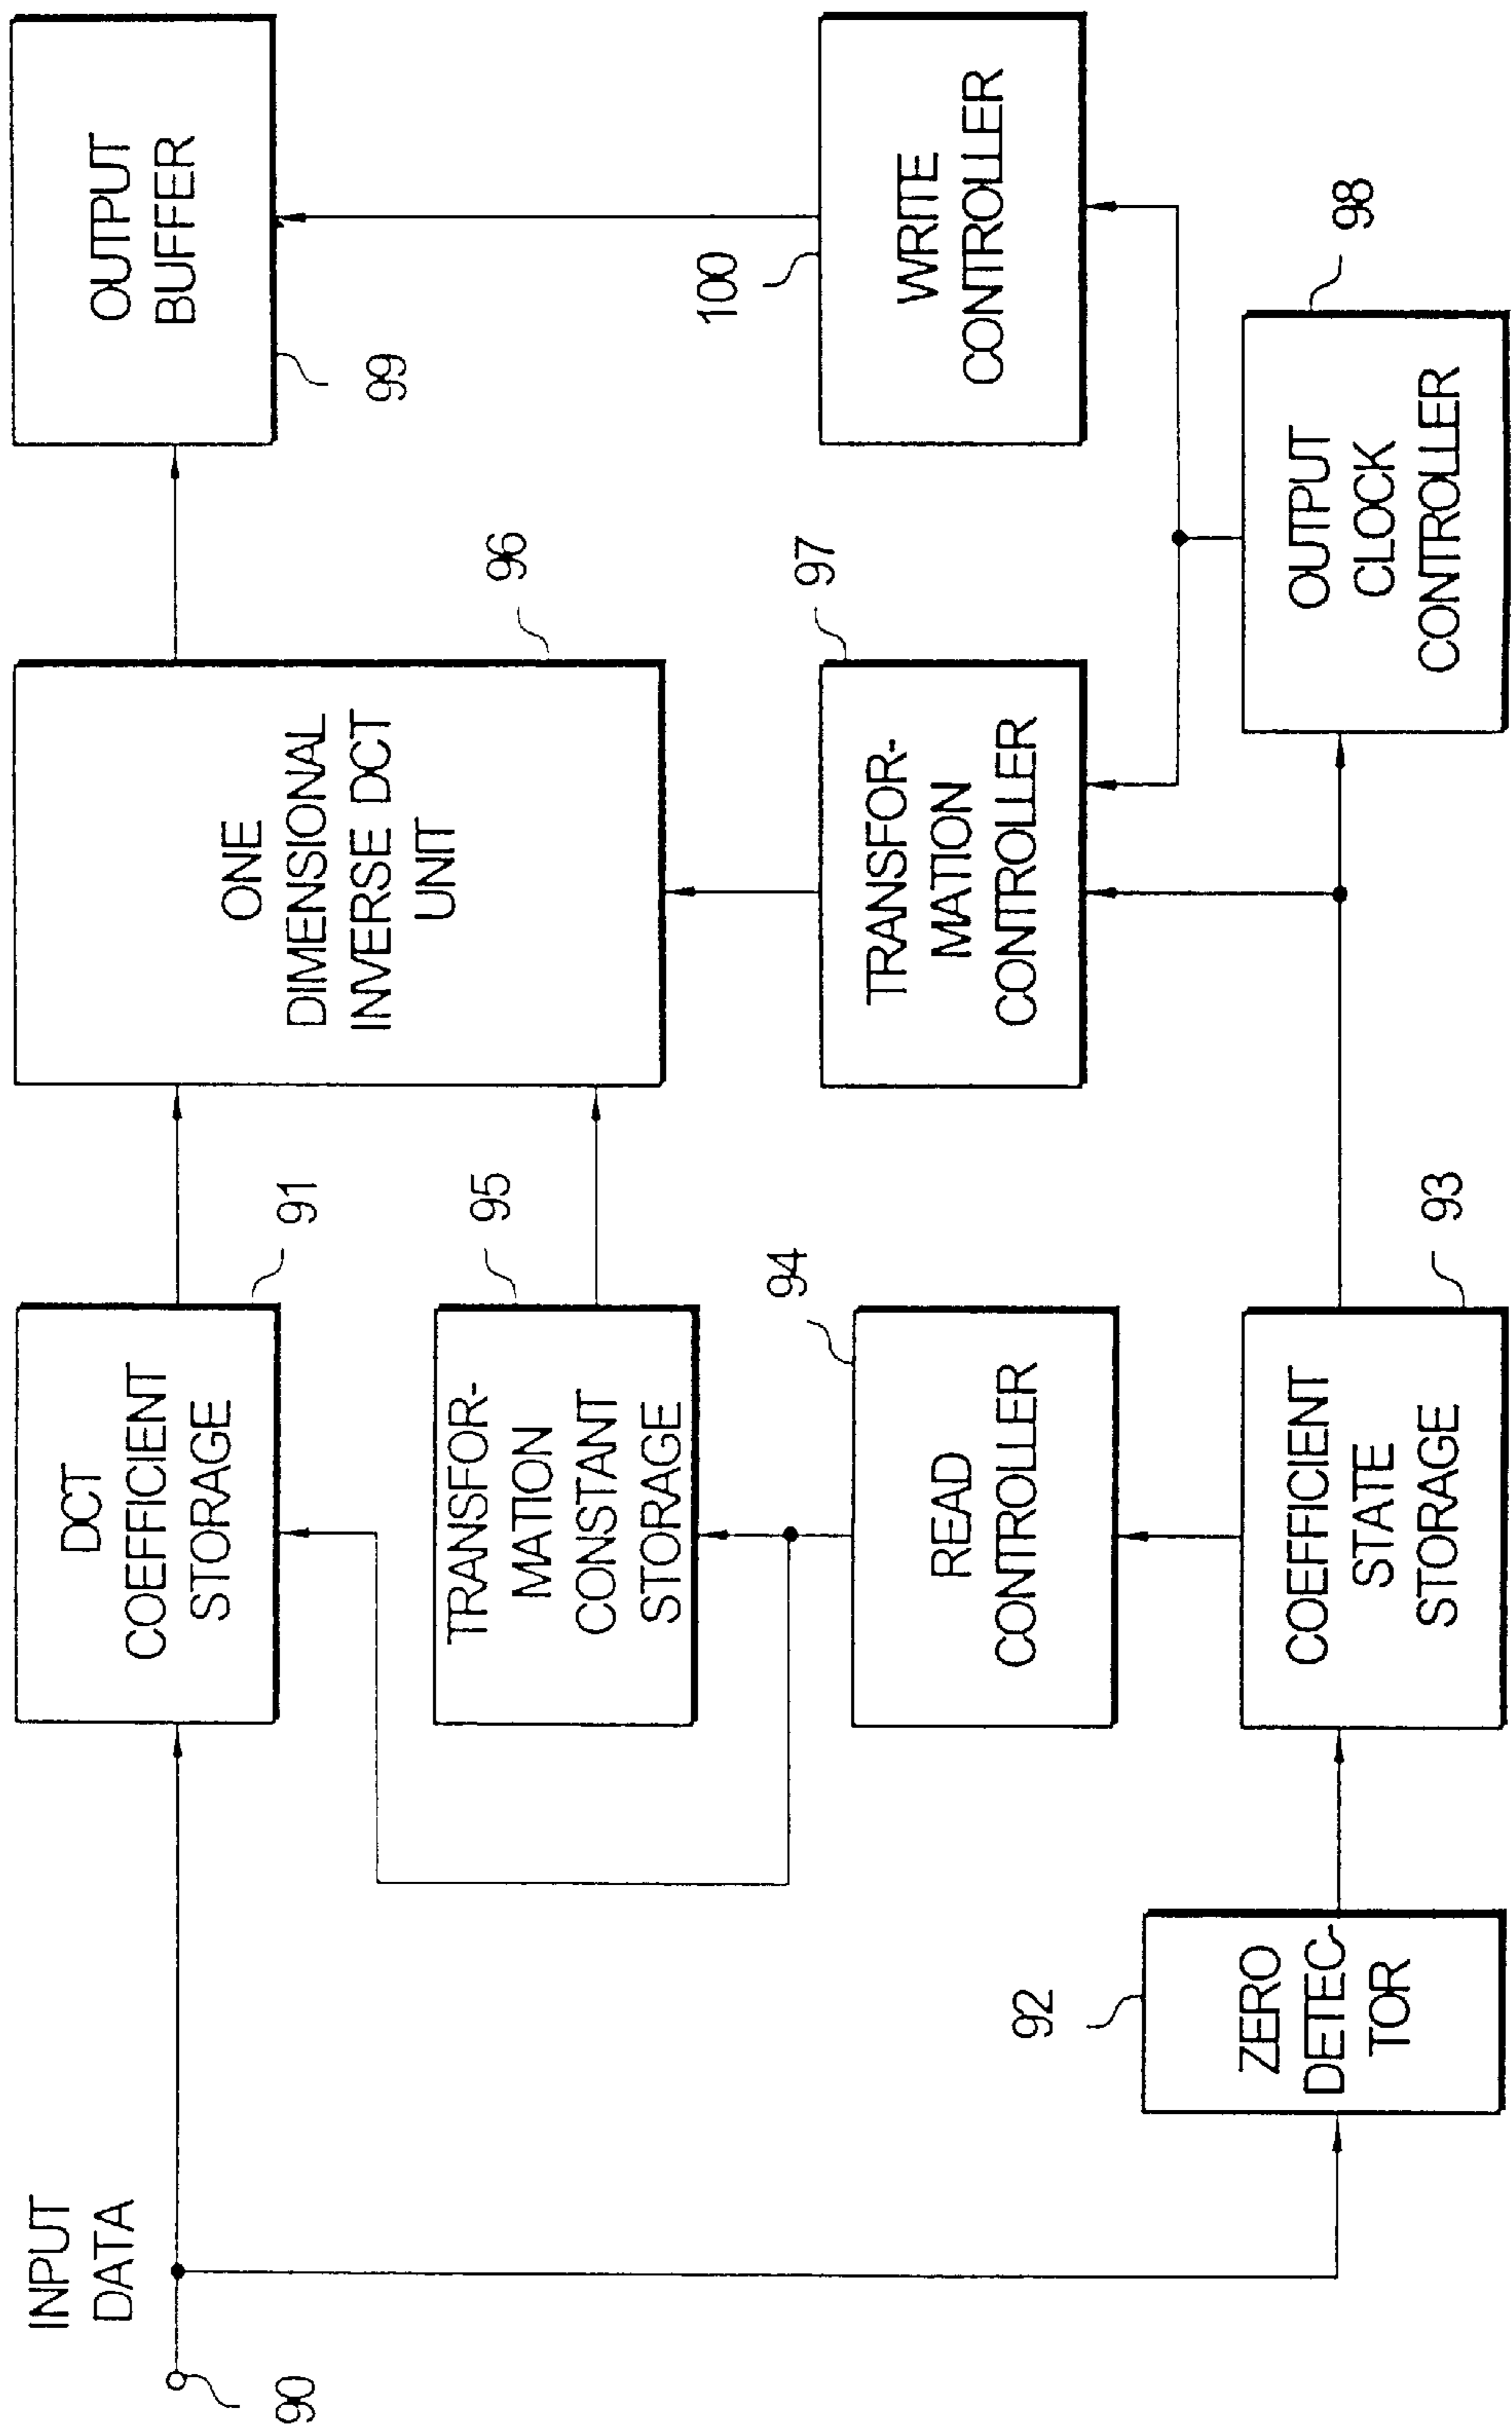 INPUT
DATA
90
DCT
COEFFICIENT
STORAGE
91
ONE
DIMENSIONAL
INVERSE DCT
UNIT
96
OUTPUT
BUFFER
99
TRANSFOR-
MATION
CONSTANT
STORAGE
95
READ
CONTROLLER
94
TRANSFOR-
MATION
CONTROLLER
97
WRITE
CONTROLLER
100
ZERO
DETEC-
TOR
92
COEFFICIENT
STATE
STORAGE
93
OUTPUT
CLOCK
CONTROLLER
98